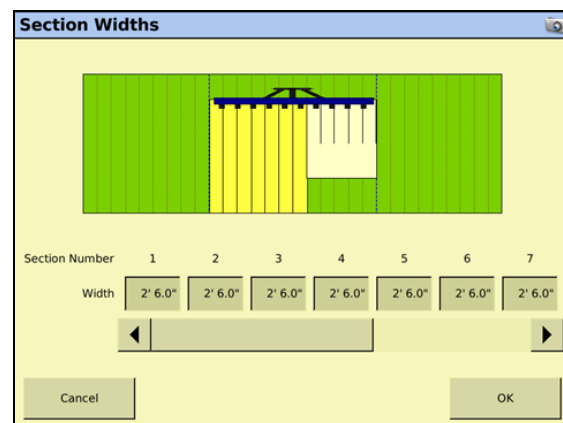 Section Widths
Section Number 1 2 3 4 5 6 7
Width 2' 6.0" 2' 6.0" 2' 6.0" 2' 6.0" 2' 6.0" 2' 6.0" 2' 6.0"
Cancel OK